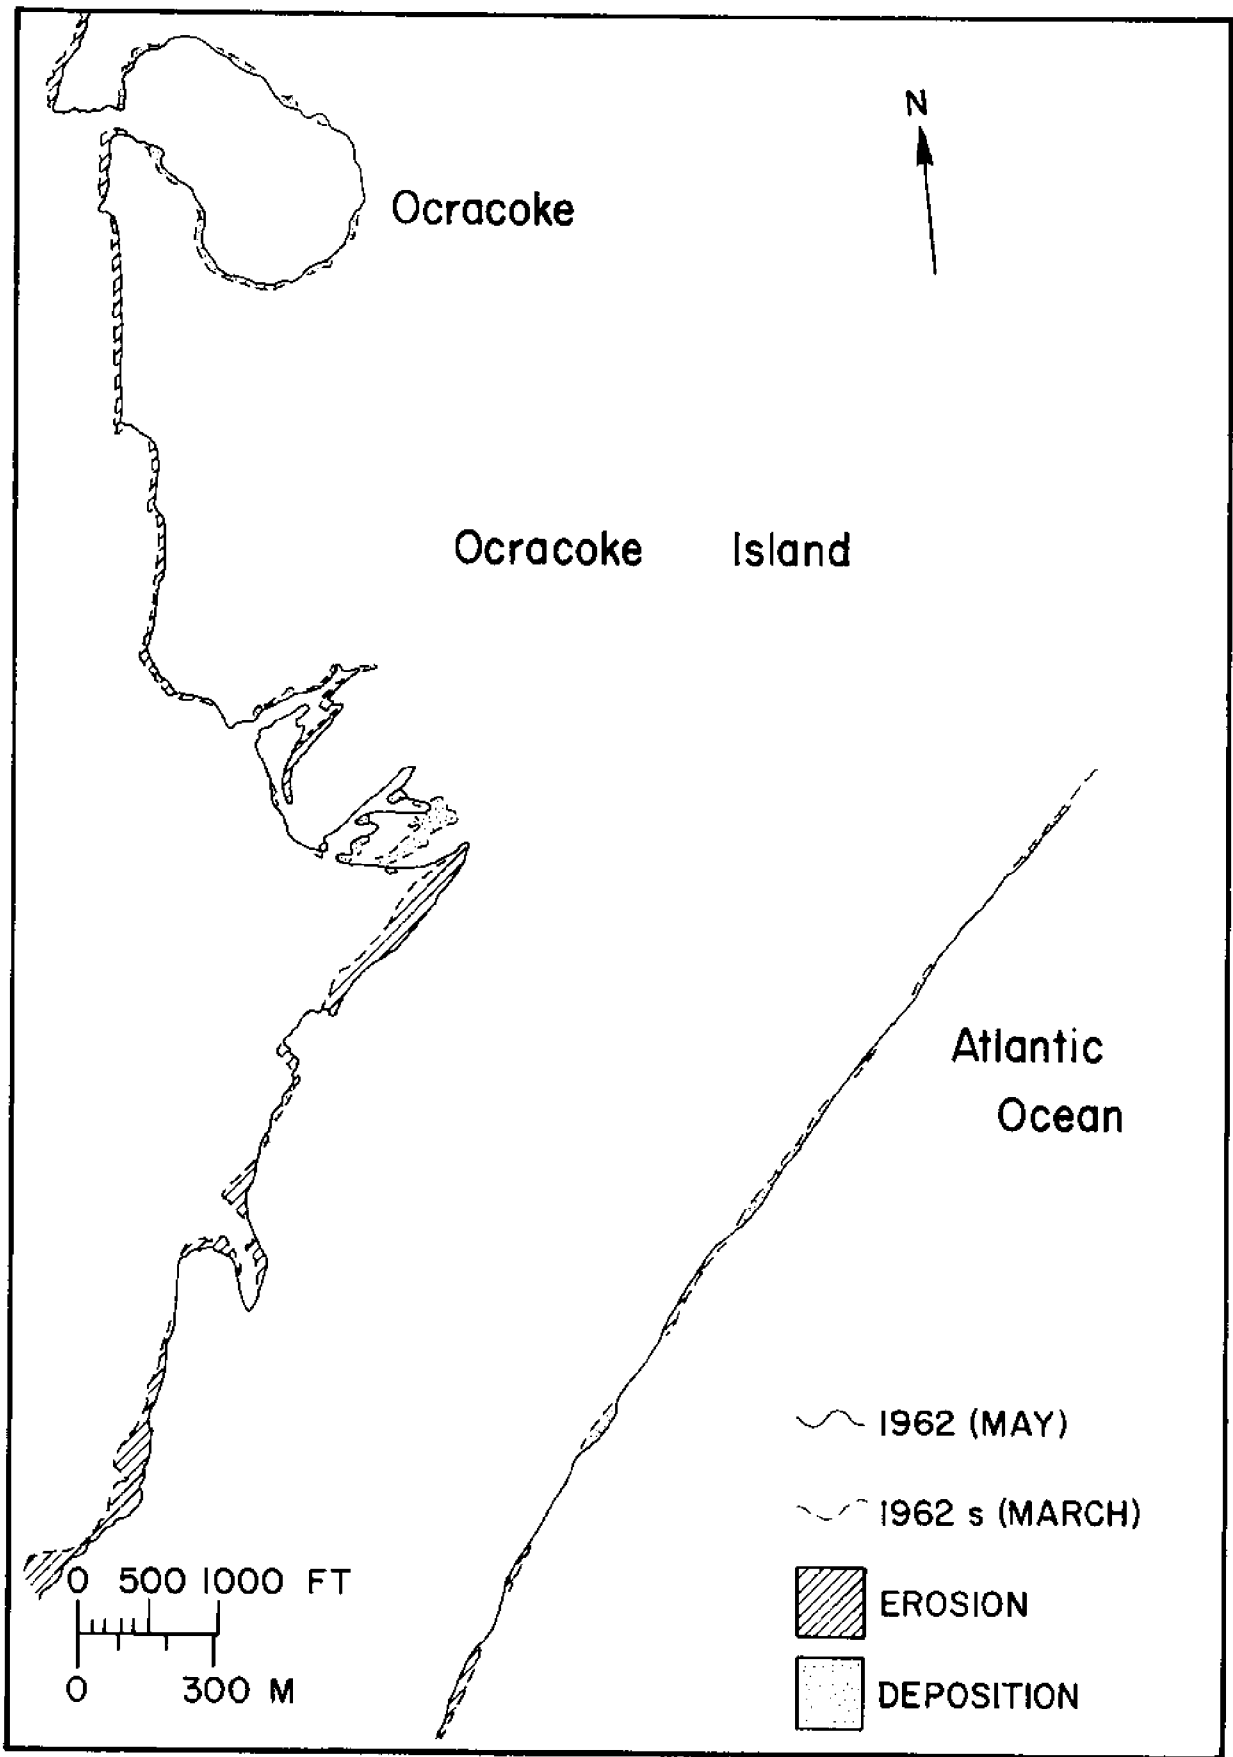 N
Ocracoke
Ocracoke Island
Atlantic
Ocean
1962 (MAY)
1962 s (MARCH)
EROSION
DEPOSITION
0 500 1000 FT
0 300 M